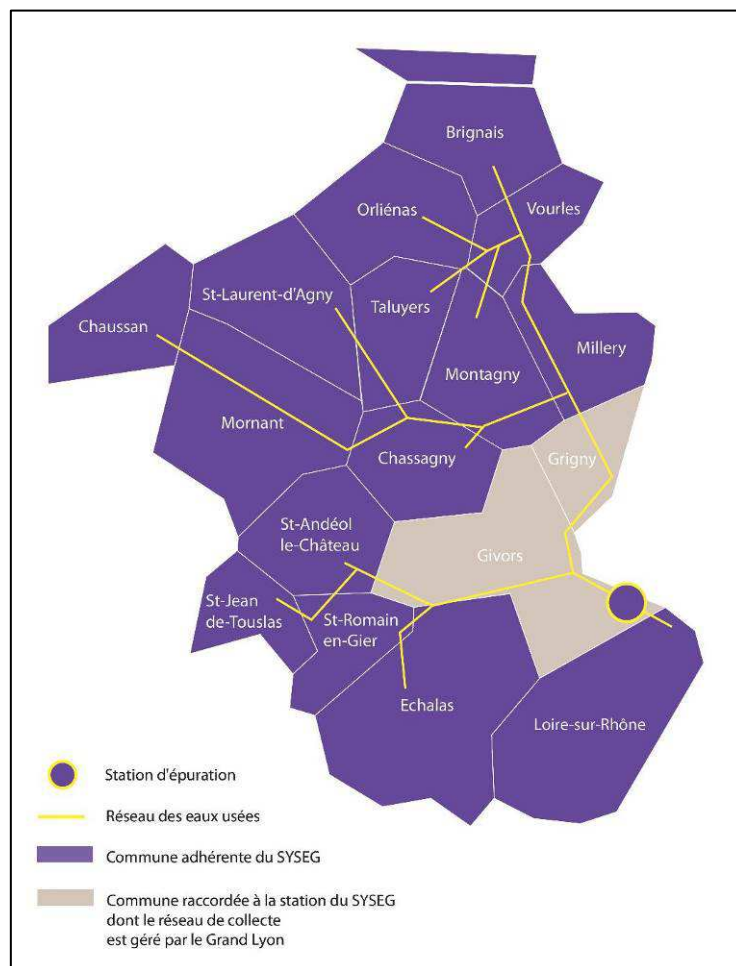 Brignais
Orliénas
Vourles
St-Laurent-d'Agny
Taluyers
Chaussan
Millery
Montagny
Mornant
Chassagny
Grigny
St-Andéol
le-Château
Givors
St-Jean
de-Touslas
St-Romain
en-Gier
Echalas
Loire-sur-Rhône
Station d'épuration
Réseau des eaux usées
Commune adhérente du SYSEG
Commune raccordée à la station du SYSEG
dont le réseau de collecte
est géré par le Grand Lyon